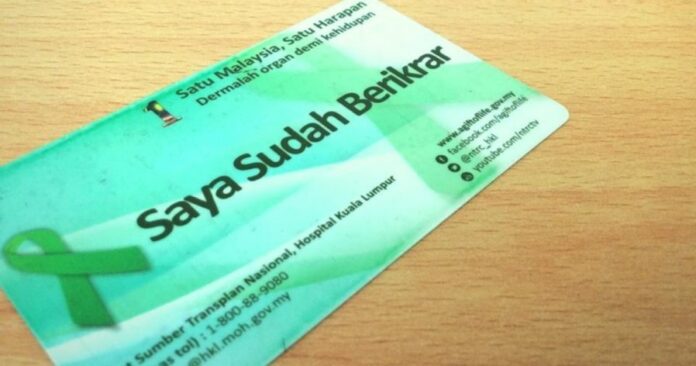 Satu Malaysia, Satu Harapan
Dermalah organ demi kehidupan
Saya Sudah Berikrar
www.agiftoflife.gov.my
facebook.com/agiftoflife
@ntrc_hkl
youtube.com/ntrctv
Sumber Transplan Nasional, Hospital Kuala Lumpur
tol) : 1-800-88-9080
@hkl.moh.gov.my